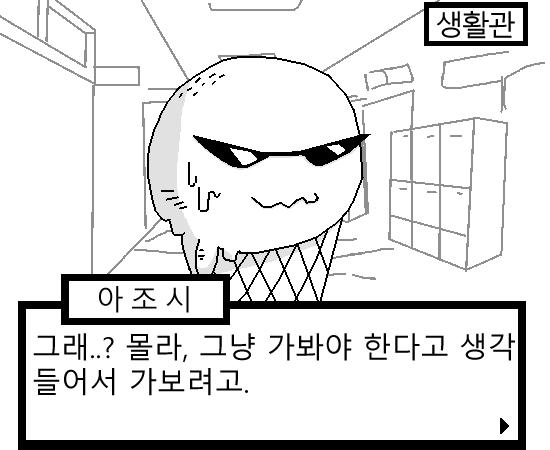 생활관
아 조 시
그래..? 몰라, 그냥 가봐야 한다고 생각
들어서 가보려고.